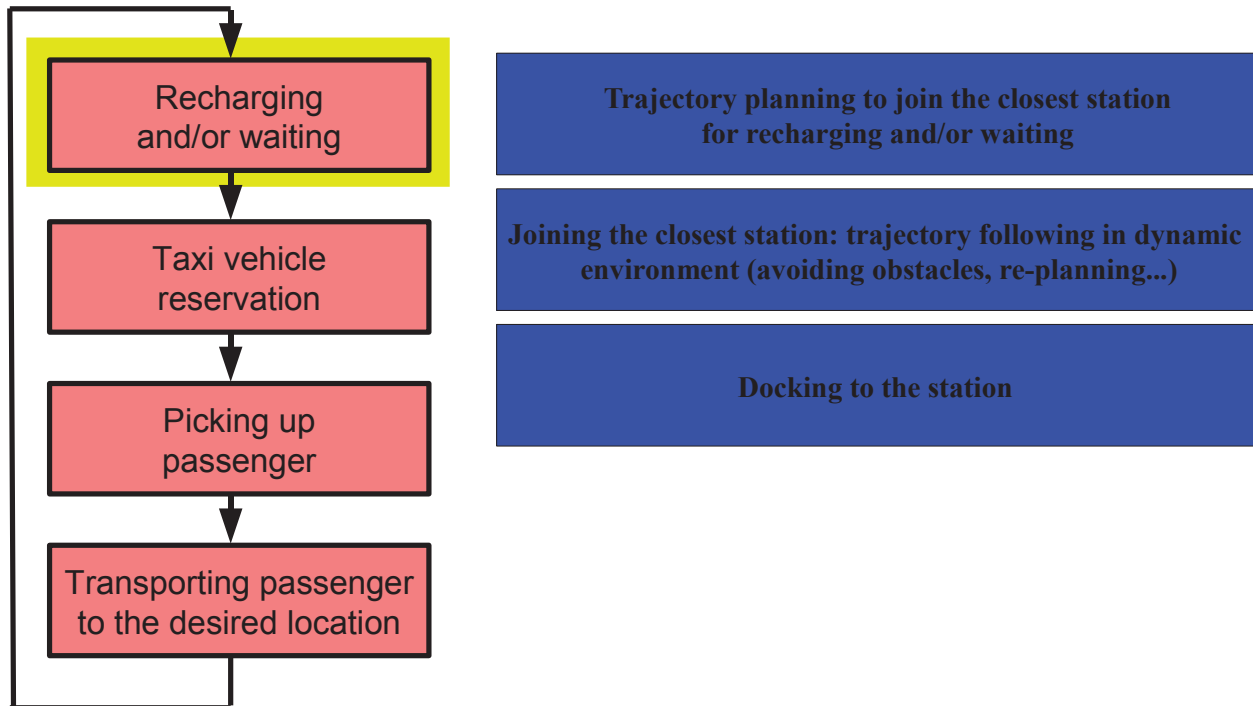 Recharging
and/or waiting
Taxi vehicle
reservation
Picking up
passenger
Transporting passenger
to the desired location
Trajectory planning to join the closest station
for recharging and/or waiting
Joining the closest station: trajectory following in dynamic
environment (avoiding obstacles, re-planning...)
Docking to the station